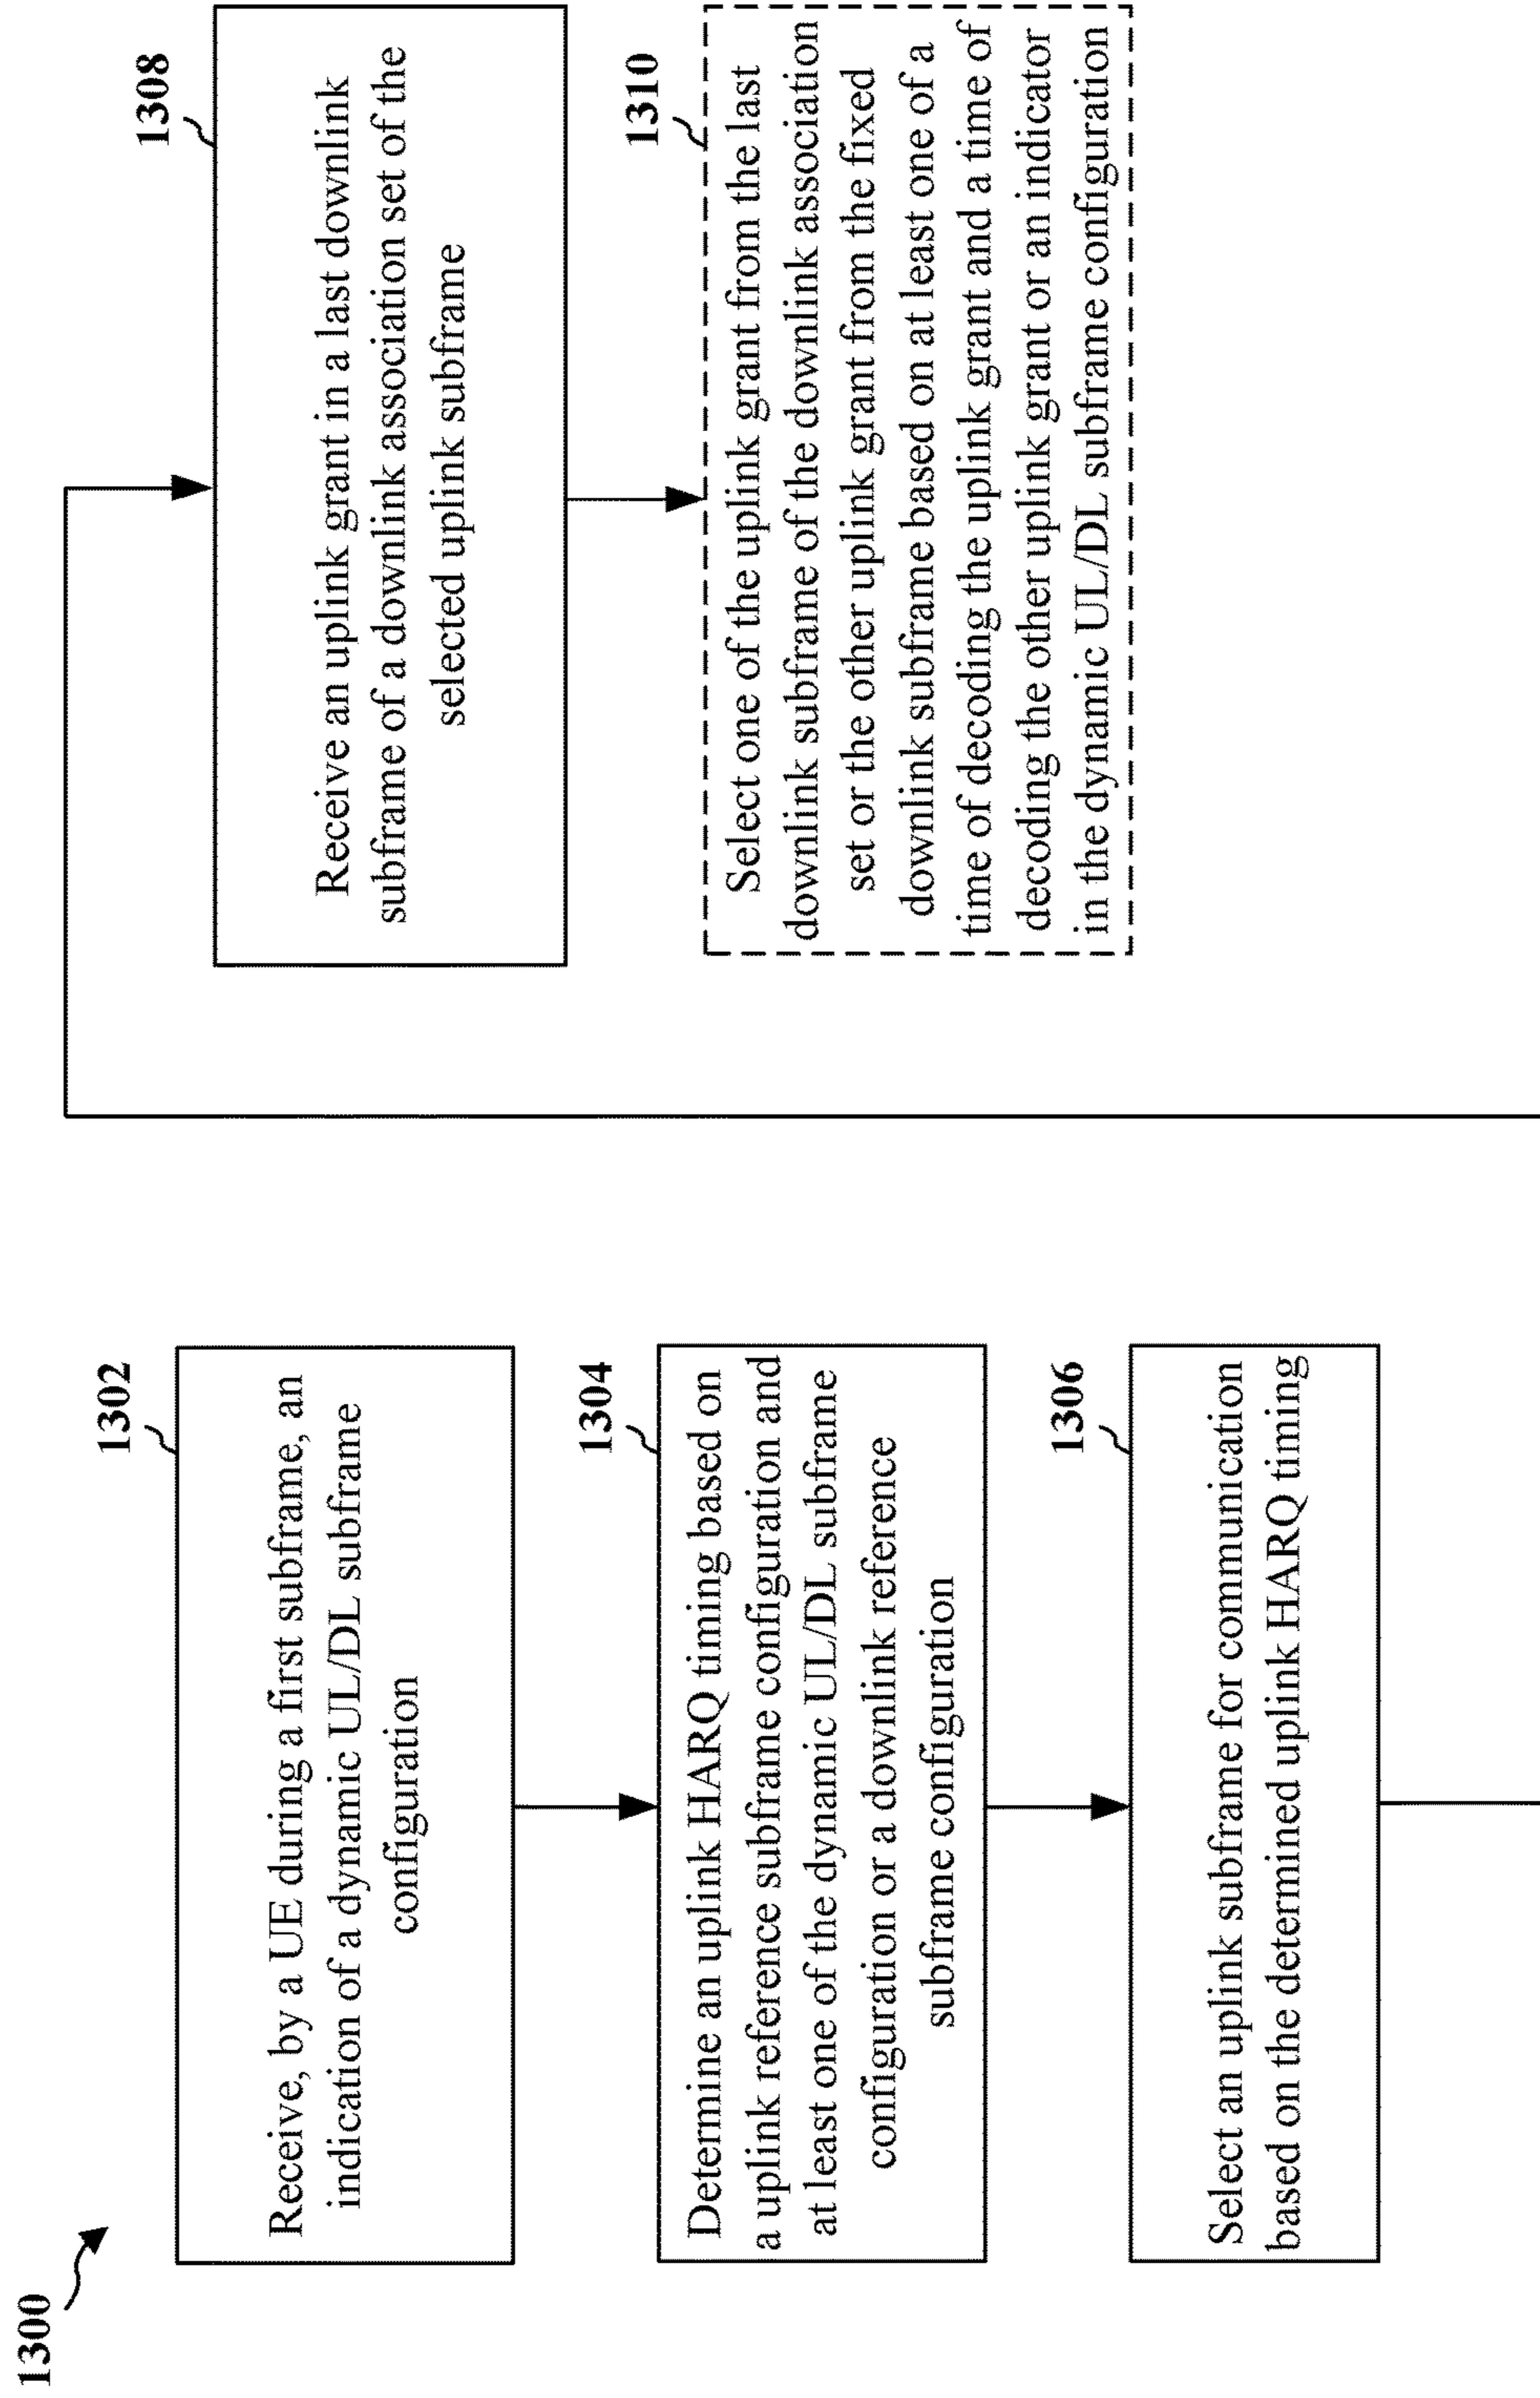 1300
1302
Receive, by a UE during a first subframe, an
indication of a dynamic UL/DL subframe
configuration
1304
Determine an uplink HARQ timing based on
a uplink reference subframe configuration and
at least one of the dynamic UL/DL subframe
configuration or a downlink reference
subframe configuration
1306
Select an uplink subframe for communication
based on the determined uplink HARQ timing
1308
Receive an uplink grant in a last downlink
subframe of a downlink association set of the
selected uplink subframe
1310
Select one of the uplink grant from the last
downlink subframe of the downlink association
set or the other uplink grant from the fixed
downlink subframe based on at least one of a
time of decoding the uplink grant and a time of
decoding the other uplink grant or an indicator
in the dynamic UL/DL subframe configuration